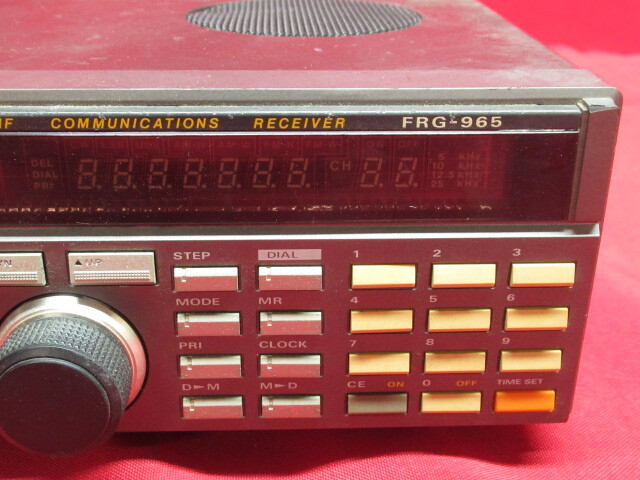 COMMUNICATIONS RECEIVER FRG-965
DEL
DIAL
PRI
CH
5 KHz
10 KHz
12.5 KHz
25 KHz
UP
STEP DIAL
MODE MR
PRI CLOCK
D►M M►D
1 2 3
4 5 6
7 8 9
CE ON 0 OFF TIME SET